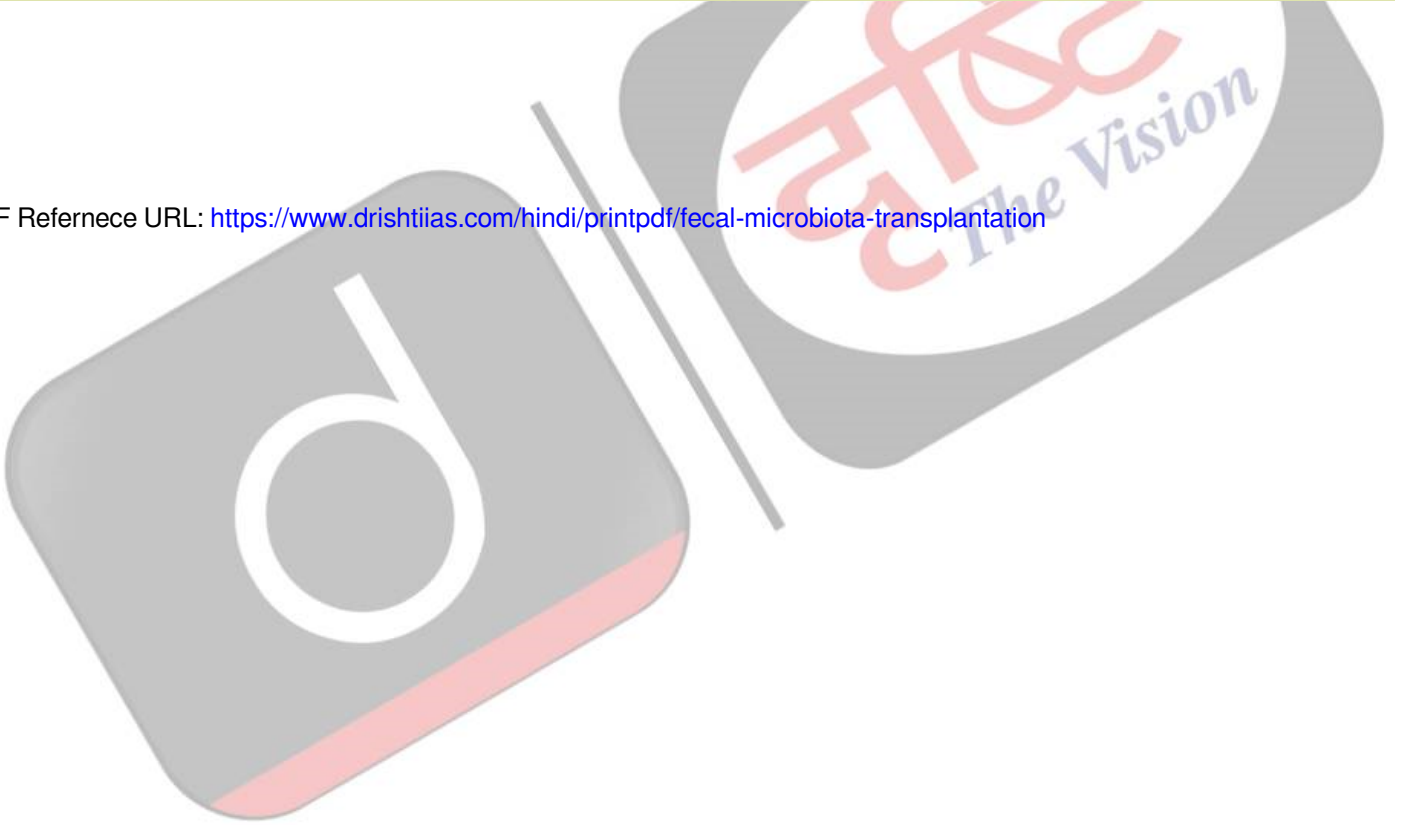 दृष्टि
The Vision
F Refernece URL: https://www.drishtiias.com/hindi/printpdf/fecal-microbiota-transplantation
d